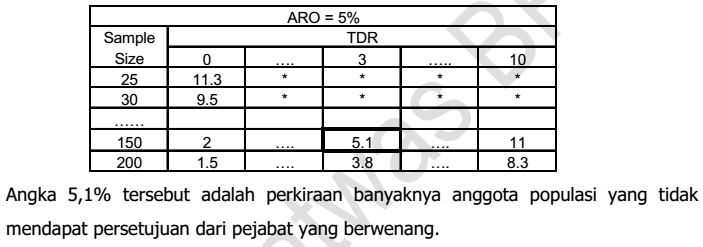 ARO = 5%
Sample Size TDR
0 .... 3 ..... 10
25 11.3 * * * *
30 9.5 * * * *
......
150 2 .... 5.1 .... 11
200 1.5 .... 3.8 .... 8.3
Angka 5,1% tersebut adalah perkiraan banyaknya anggota populasi yang tidak
mendapat persetujuan dari pejabat yang berwenang.